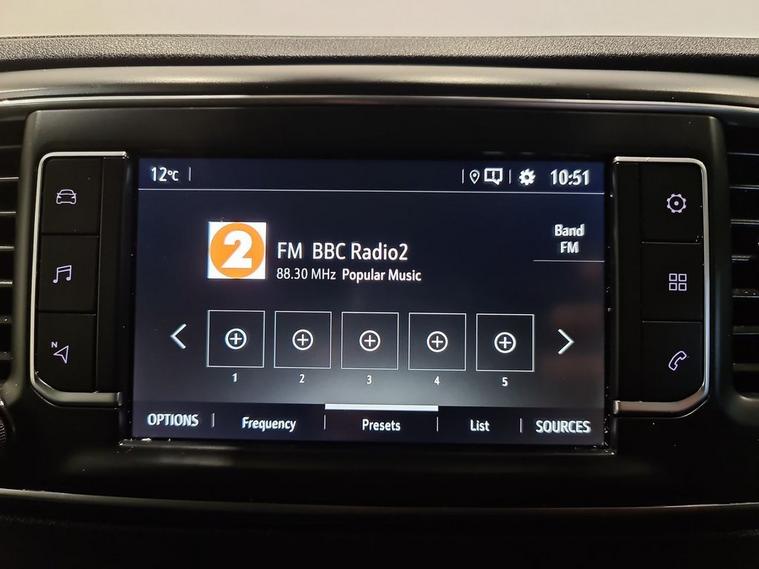 12°C
10:51
2
FM BBC Radio2
88.30 MHz Popular Music
Band
FM
N
1 2 3 4 5
OPTIONS Frequency Presets List SOURCES